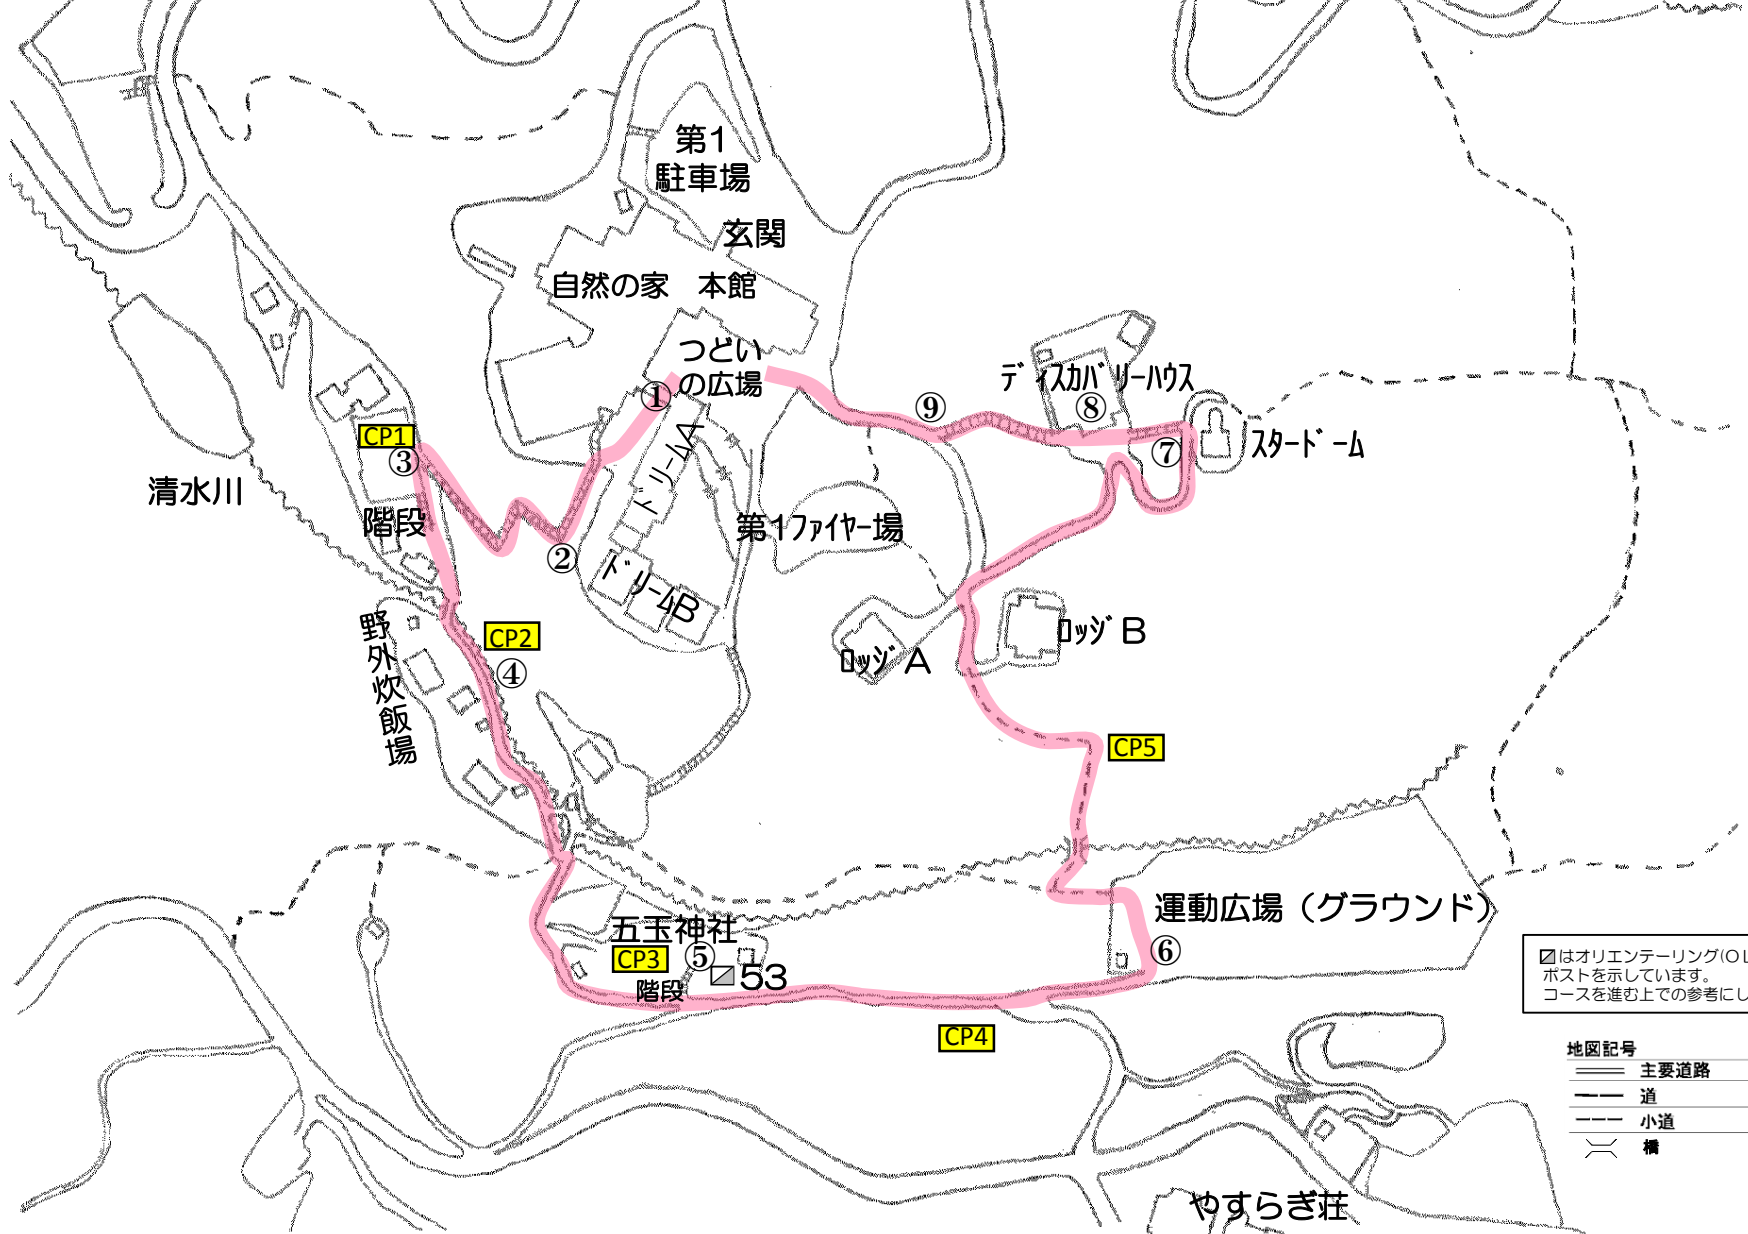 第1
駐車場
玄関
自然の家 本館
つどい
の広場
①
ディスカバリーハウス
⑧
⑨
⑦
スタードーム
CP1
③
清水川
階段
ドリームA
第1ファイヤー場
②
ドリームB
野外炊飯場
CP2
④
ロッジA
ロッジB
CP5
運動広場（グラウンド）
⑥
五玉神社
CP3
⑤
53
階段
CP4
はオリエンテーリング(OL
ポストを示しています。
コースを進む上での参考にし
地図記号
主要道路
道
小道
橋
やすらぎ荘